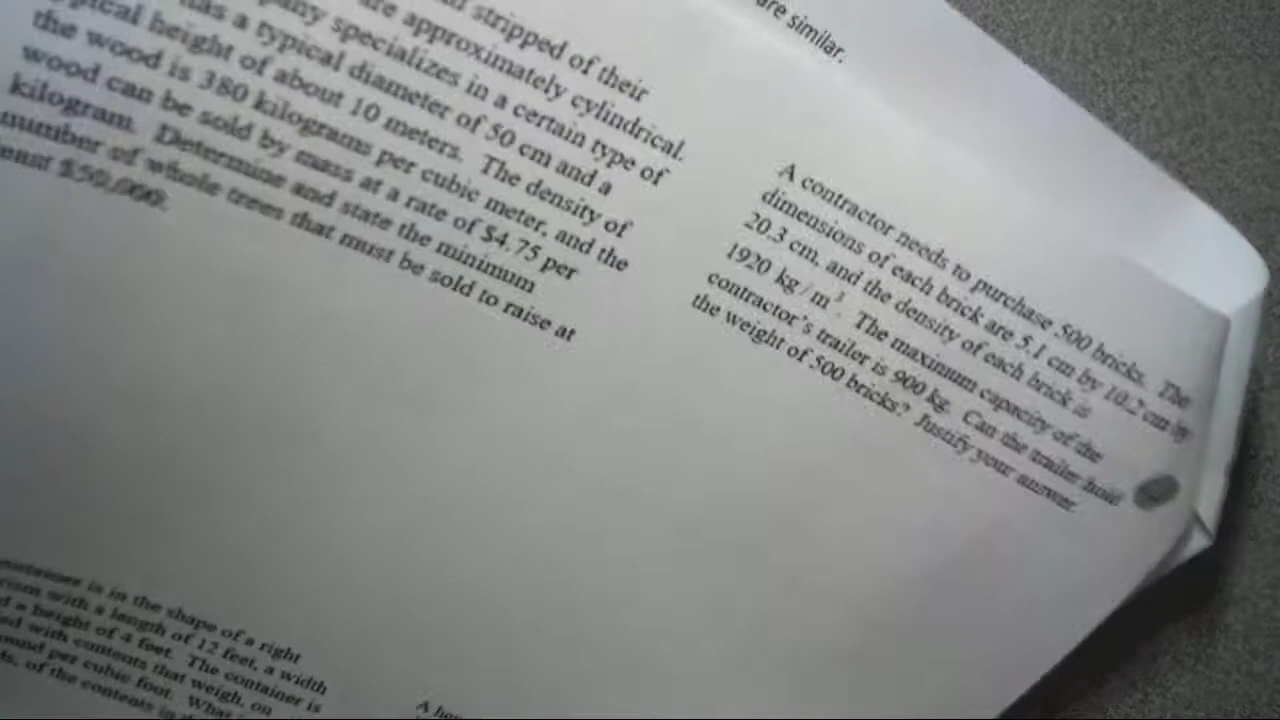 are similar.
stripped of their
are approximately cylindrical.
specializes in a certain type of
has a typical diameter of 50 cm and a
typical height of about 10 meters. The density of
the wood is 380 kilograms per cubic meter, and the
wood can be sold by mass at a rate of $4.75 per
kilogram. Determine and state the minimum
number of whole trees that must be sold to raise at
least $50,000.
A contractor needs to purchase 500 bricks. The
dimensions of each brick are 5.1 cm by 10.2 cm by
20.3 cm, and the density of each brick is
1920 kg/m³. The maximum capacity of the
contractor's trailer is 900 kg. Can the trailer hold
the weight of 500 bricks? Justify your answer.
container is in the shape of a right
with a length of 12 feet, a width
a height of 4 feet. The container is
with contents that weigh, on
per cubic foot. What
of the contents in
A